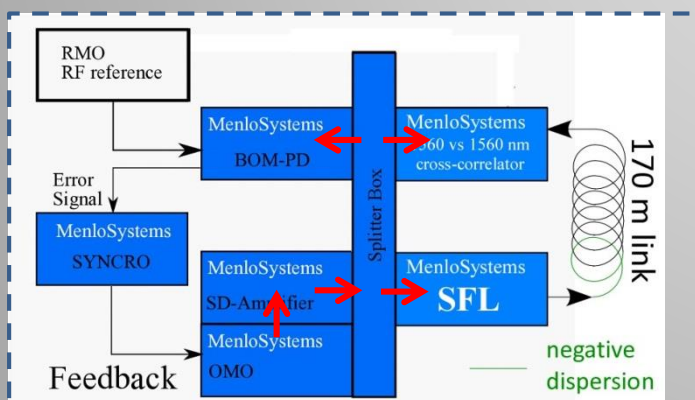 RMO
RF reference
MenloSystems
BOM-PD
MenloSystems
1560 nm
cross-correlator
vs
Error
Signal
MenloSystems
SYNCRO
Splitter Box
170 m link
MenloSystems
SD-Amplifier
MenloSystems
SFL
MenloSystems
OMO
Feedback
negative
dispersion